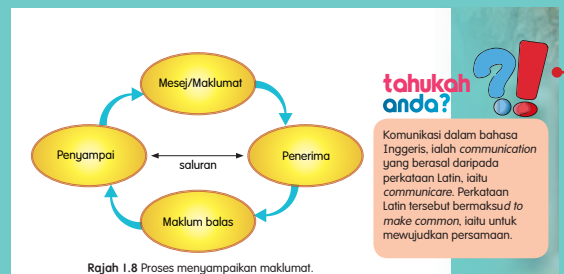 Mesej/Maklumat
Penyampai
saluran
Penerima
Maklum balas
Rajah 1.8 Proses menyampaikan maklumat.
tahukah
anda?
Komunikasi dalam bahasa
Inggeris, ialah communication
yang berasal daripada
perkataan Latin, iaitu
communicare. Perkataan
Latin tersebut bermaksud to
make common, iaitu untuk
mewujudkan persamaan.